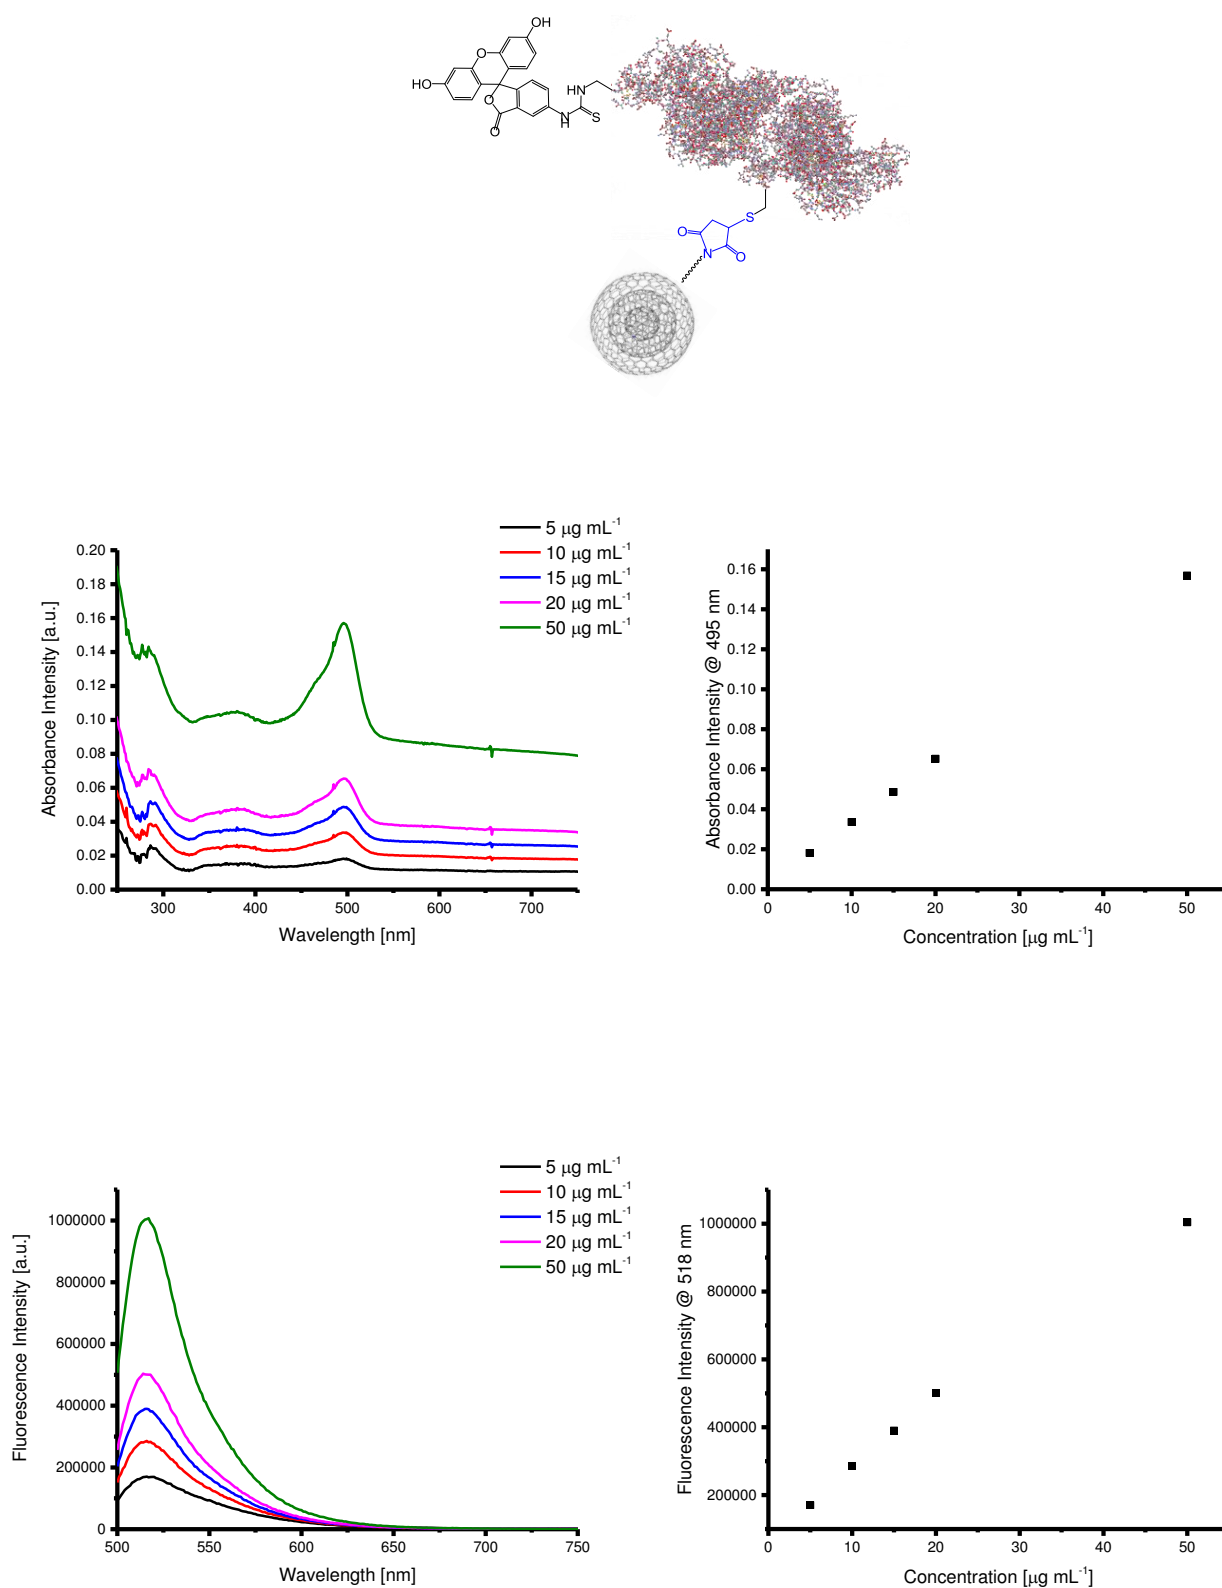 OH
O
HO
O
O
NH
N
H
S
S
O
N
O
5 μg mL-1
10 μg mL-1
15 μg mL-1
20 μg mL-1
50 μg mL-1
0.20
0.18
0.16
0.14
0.12
0.10
0.08
0.06
0.04
0.02
0.00
300 400 500 600 700
Absorbance Intensity [a.u.]
Wavelength [nm]
0.16
0.14
0.12
0.10
0.08
0.06
0.04
0.02
0.00
0 10 20 30 40 50
Absorbance Intensity @ 495 nm
Concentration [μg mL-1]
5 μg mL-1
10 μg mL-1
15 μg mL-1
20 μg mL-1
50 μg mL-1
1000000
800000
600000
400000
200000
0
500 550 600 650 700 750
Fluorescence Intensity [a.u.]
Wavelength [nm]
1000000
800000
600000
400000
200000
0 10 20 30 40 50
Fluorescence Intensity @ 518 nm
Concentration [μg mL-1]